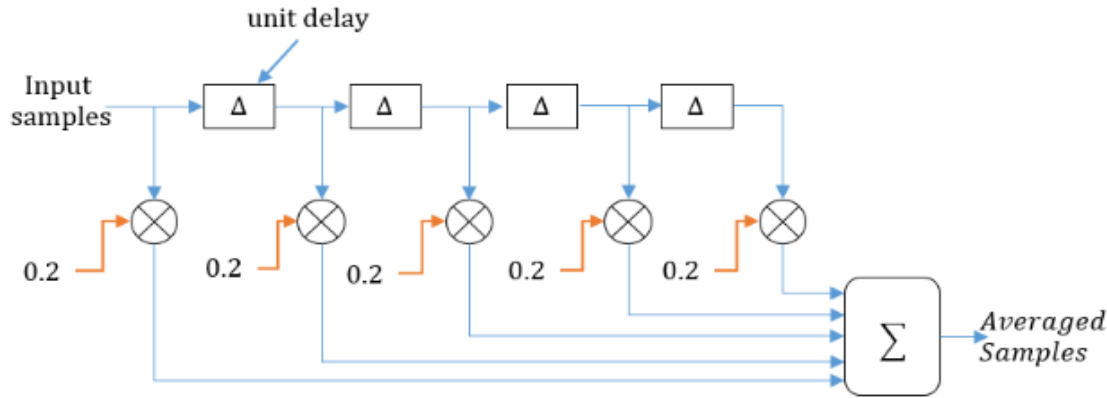 unit delay
Input
samples
Δ Δ Δ Δ
0.2 0.2 0.2 0.2 0.2
∑
Averaged
Samples